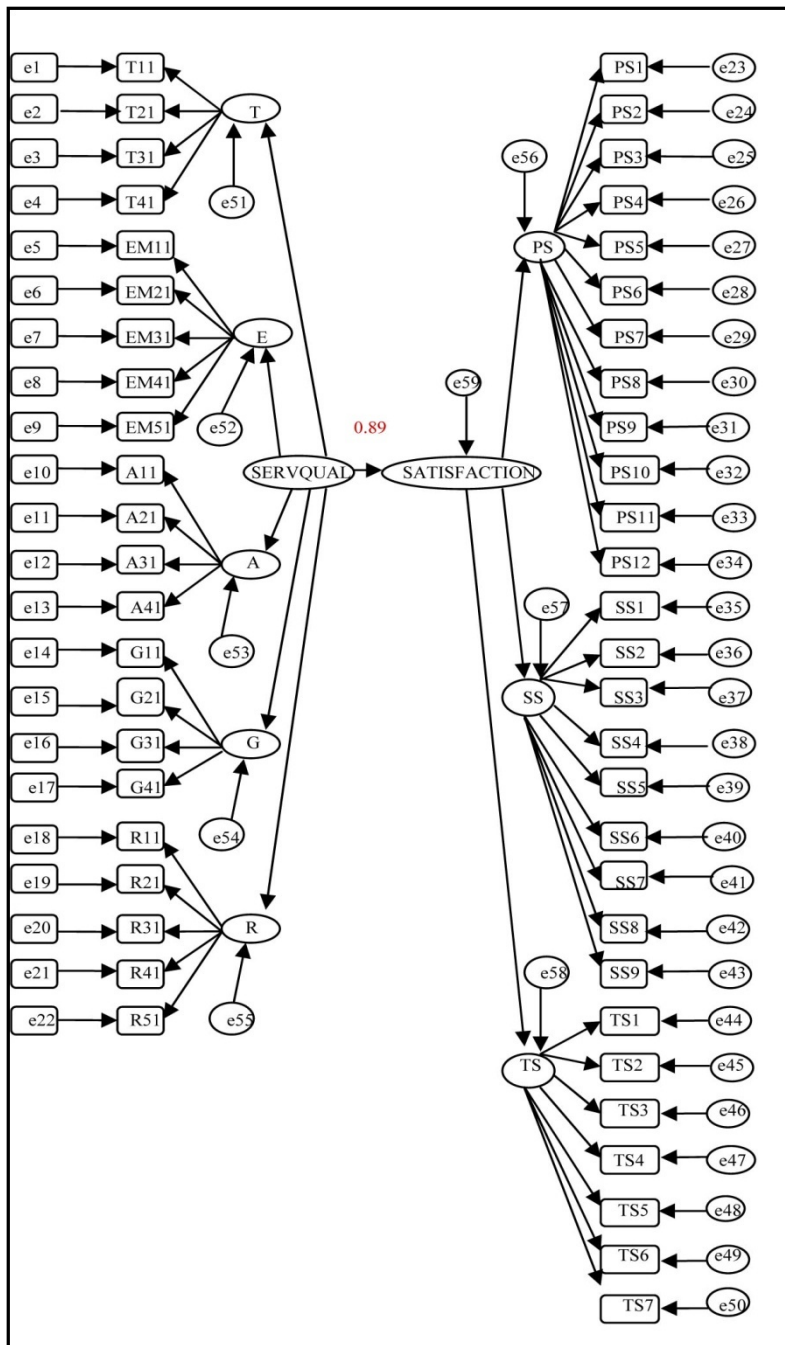 e1 T11 PS1 e23
e2 T21 T PS2 e24
e3 T31 e56 PS3 e25
e4 T41 e51 PS4 e26
e5 EM11 PS PS5 e27
e6 EM21 PS6 e28
e7 EM31 E PS7 e29
e8 EM41 e59 PS8 e30
e9 EM51 e52 0.89 PS9 e31
e10 A11 SERVQUAL SATISFACTION PS10 e32
e11 A21 PS11 e33
e12 A31 A PS12 e34
e13 A41 e57 SS1 e35
e14 G11 e53 SS2 e36
e15 G21 SS SS3 e37
e16 G31 G SS4 e38
e17 G41 SS5 e39
e18 R11 e54 SS6 e40
e19 R21 SS7 e41
e20 R31 R SS8 e42
e21 R41 e58 SS9 e43
e22 R51 e55 TS1 e44
TS TS2 e45
TS3 e46
TS4 e47
TS5 e48
TS6 e49
TS7 e50